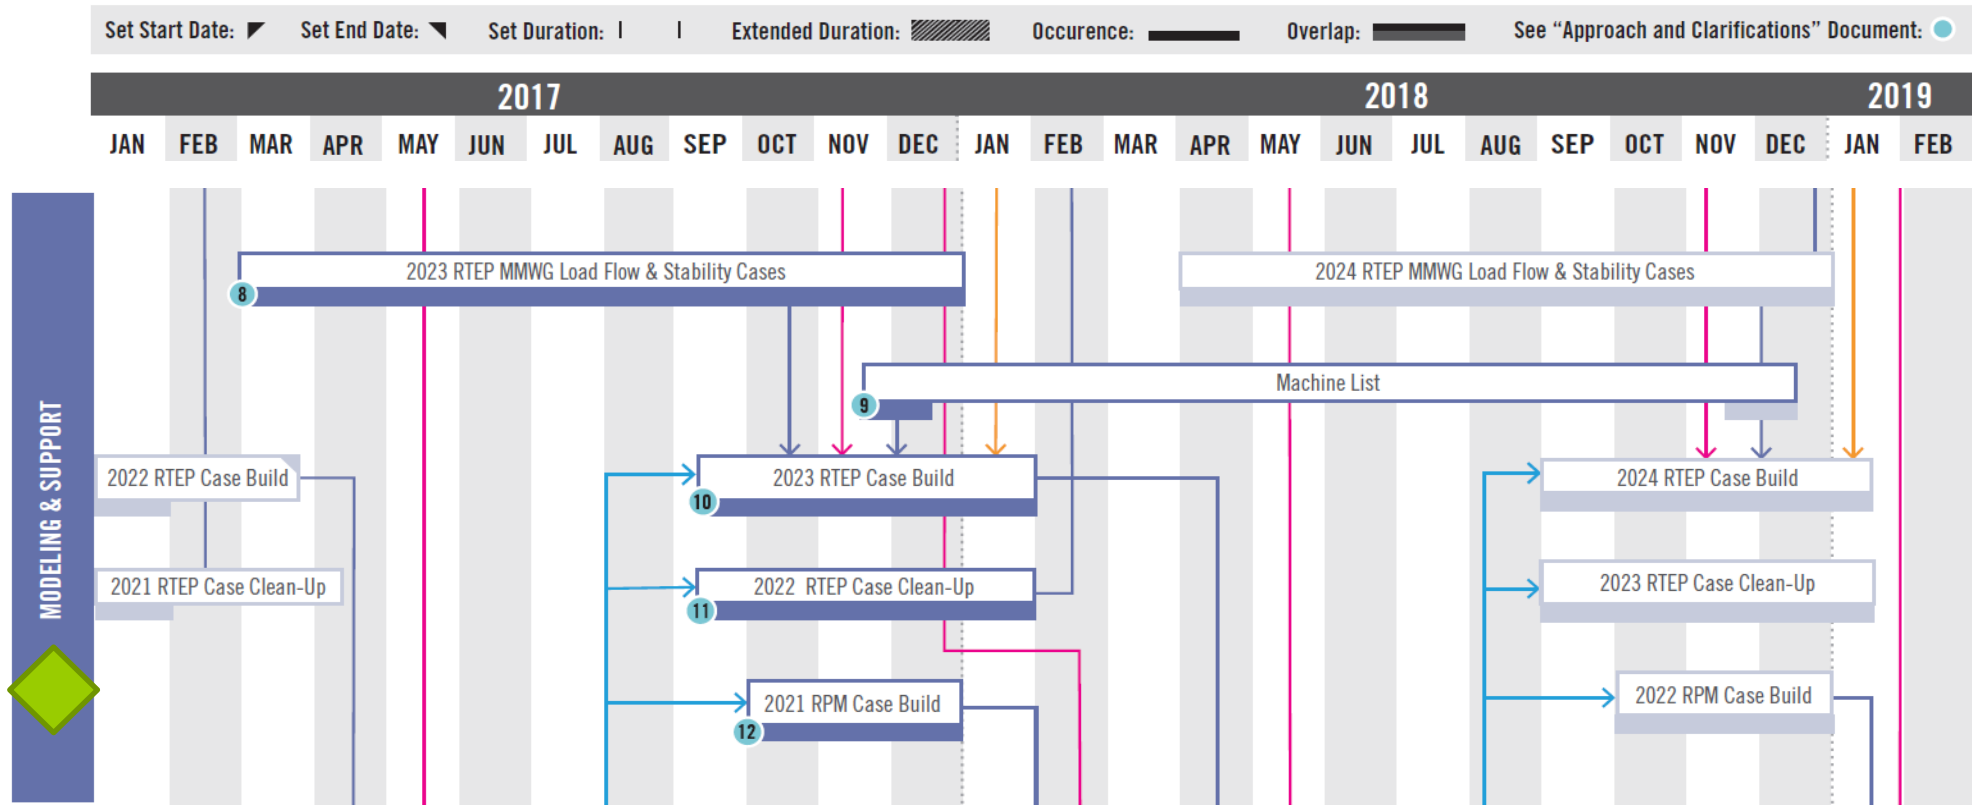 Set Start Date:
Set End Date:
Set Duration:
Extended Duration:
Occurence:
Overlap:
See “Approach and Clarifications” Document:
2017
2018
2019
JAN FEB MAR APR MAY JUN JUL AUG SEP OCT NOV DEC JAN FEB MAR APR MAY JUN JUL AUG SEP OCT NOV DEC JAN FEB
MODELING & SUPPORT
2023 RTEP MMWG Load Flow & Stability Cases
8
2024 RTEP MMWG Load Flow & Stability Cases
Machine List
9
2022 RTEP Case Build
2023 RTEP Case Build
10
2024 RTEP Case Build
2021 RTEP Case Clean-Up
2022 RTEP Case Clean-Up
11
2023 RTEP Case Clean-Up
2021 RPM Case Build
12
2022 RPM Case Build